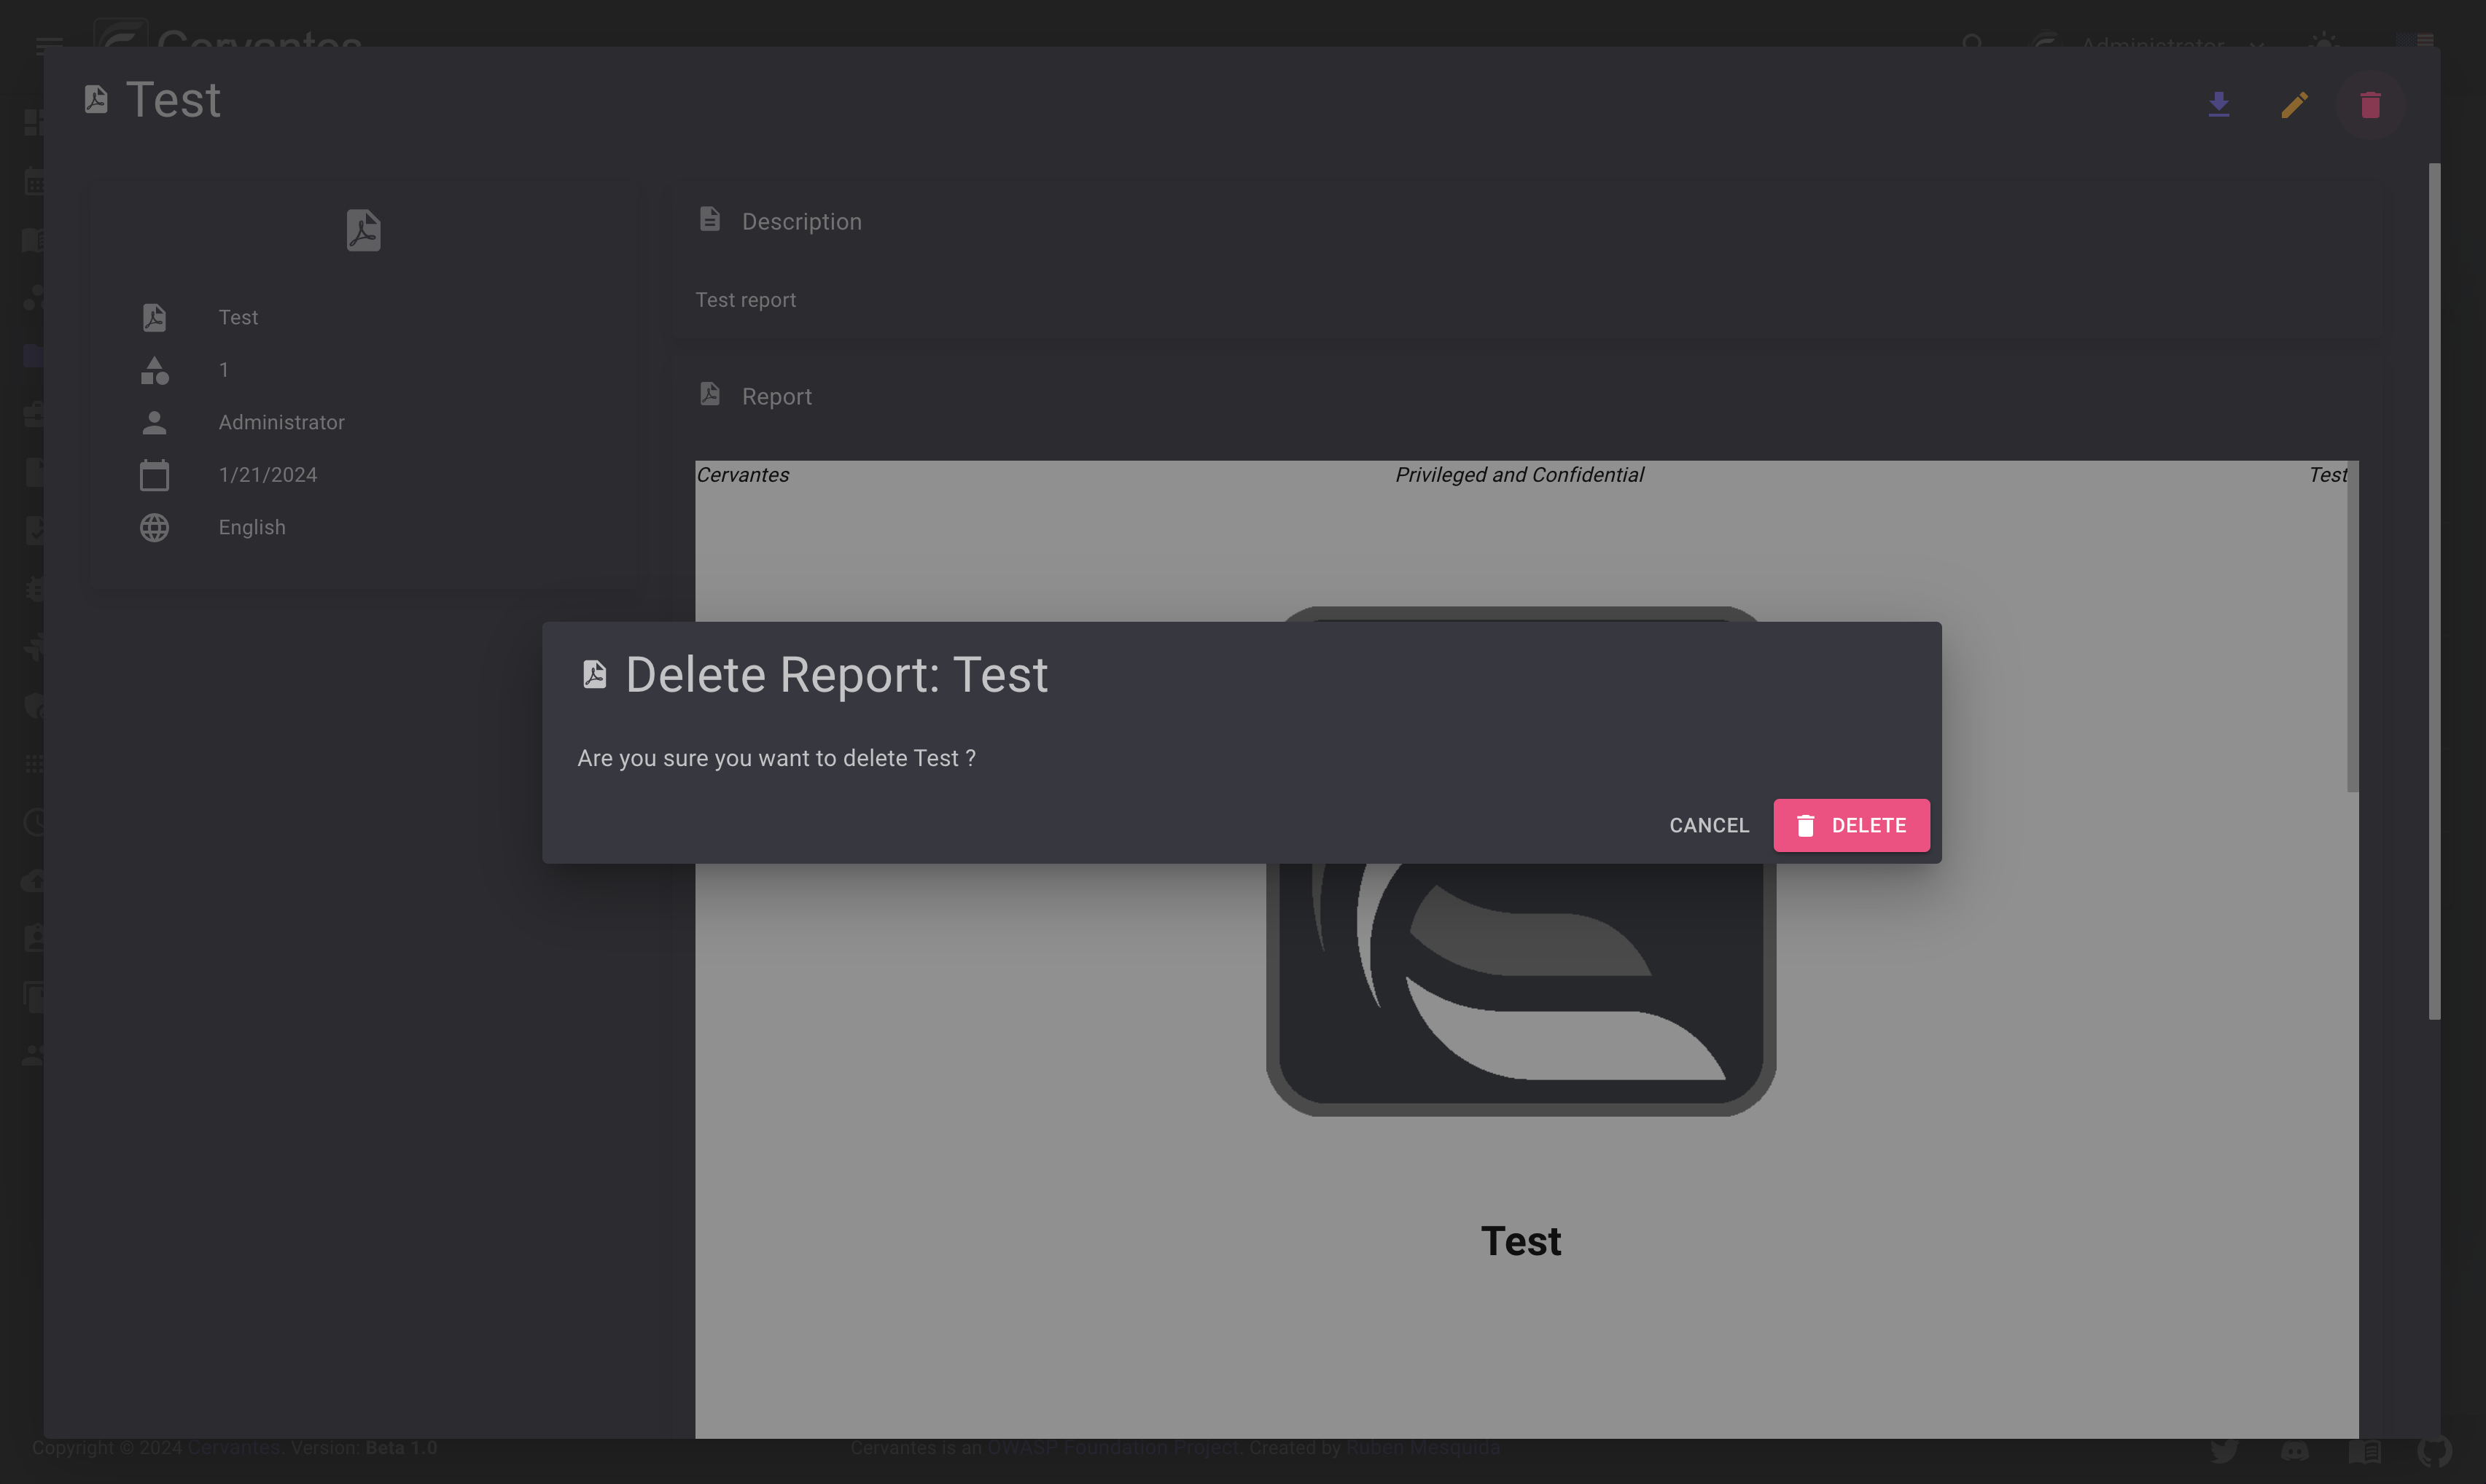 Cervantes
Administrator
Test
Test
1
Administrator
1/21/2024
English
Description
Test report
Report
Cervantes Privileged and Confidential Test
Delete Report: Test
Are you sure you want to delete Test ?
CANCEL DELETE
Test
Copyright © 2024 Cervantes. Version: Beta 1.0
Cervantes is an OWASP Foundation Project. Created by Ruben Mesquida